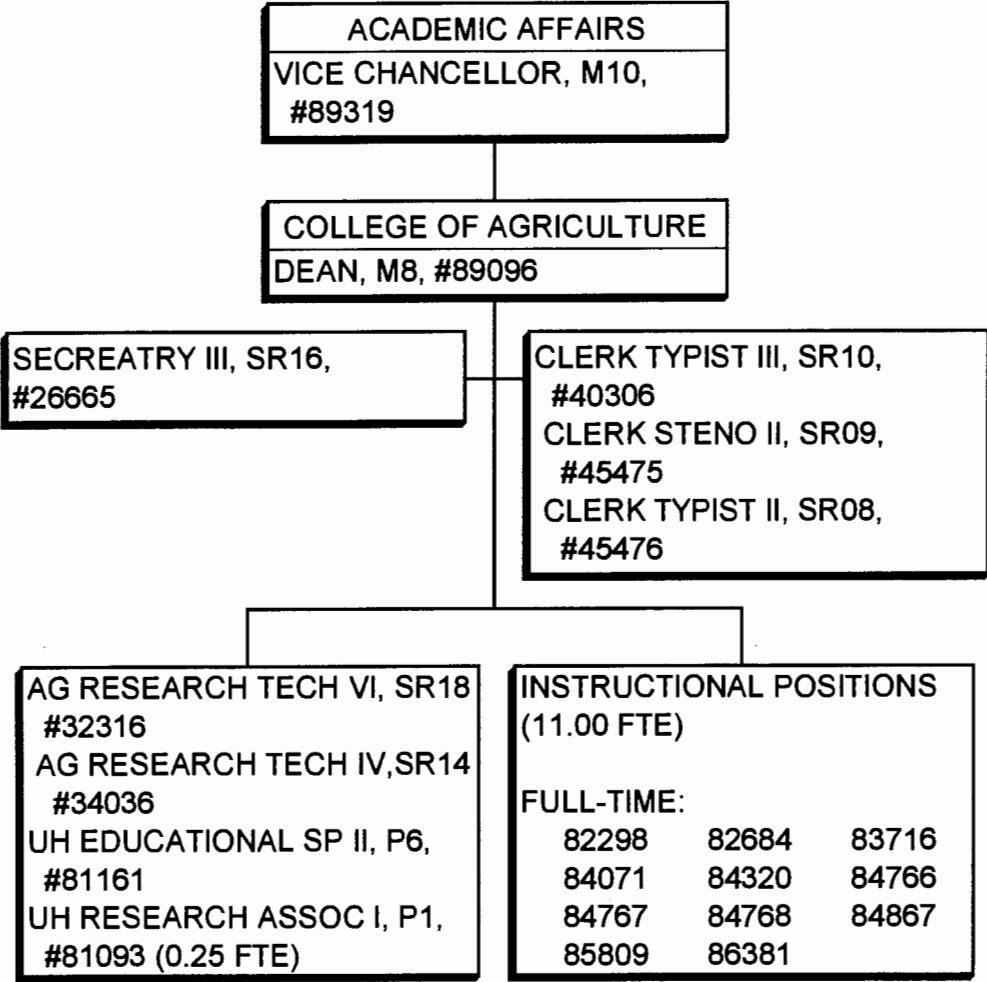 ACADEMIC AFFAIRS
VICE CHANCELLOR, M10,
#89319
COLLEGE OF AGRICULTURE
DEAN, M8, #89096
SECREATRY III, SR16,
#26665
CLERK TYPIST III, SR10,
#40306
CLERK STENO II, SR09,
#45475
CLERK TYPIST II, SR08,
#45476
AG RESEARCH TECH VI, SR18
#32316
AG RESEARCH TECH IV,SR14
#34036
UH EDUCATIONAL SP II, P6,
#81161
UH RESEARCH ASSOC I, P1,
#81093 (0.25 FTE)
INSTRUCTIONAL POSITIONS
(11.00 FTE)
FULL-TIME:
82298 82684 83716
84071 84320 84766
84767 84768 84867
85809 86381